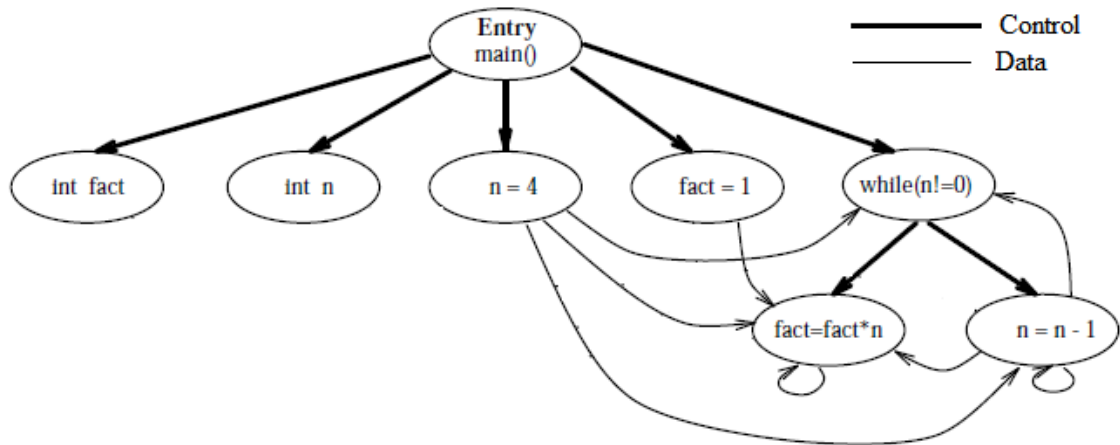 Entry
main()
Control
Data
int fact
int n
n = 4
fact = 1
while(n!=0)
fact=fact*n
n = n - 1